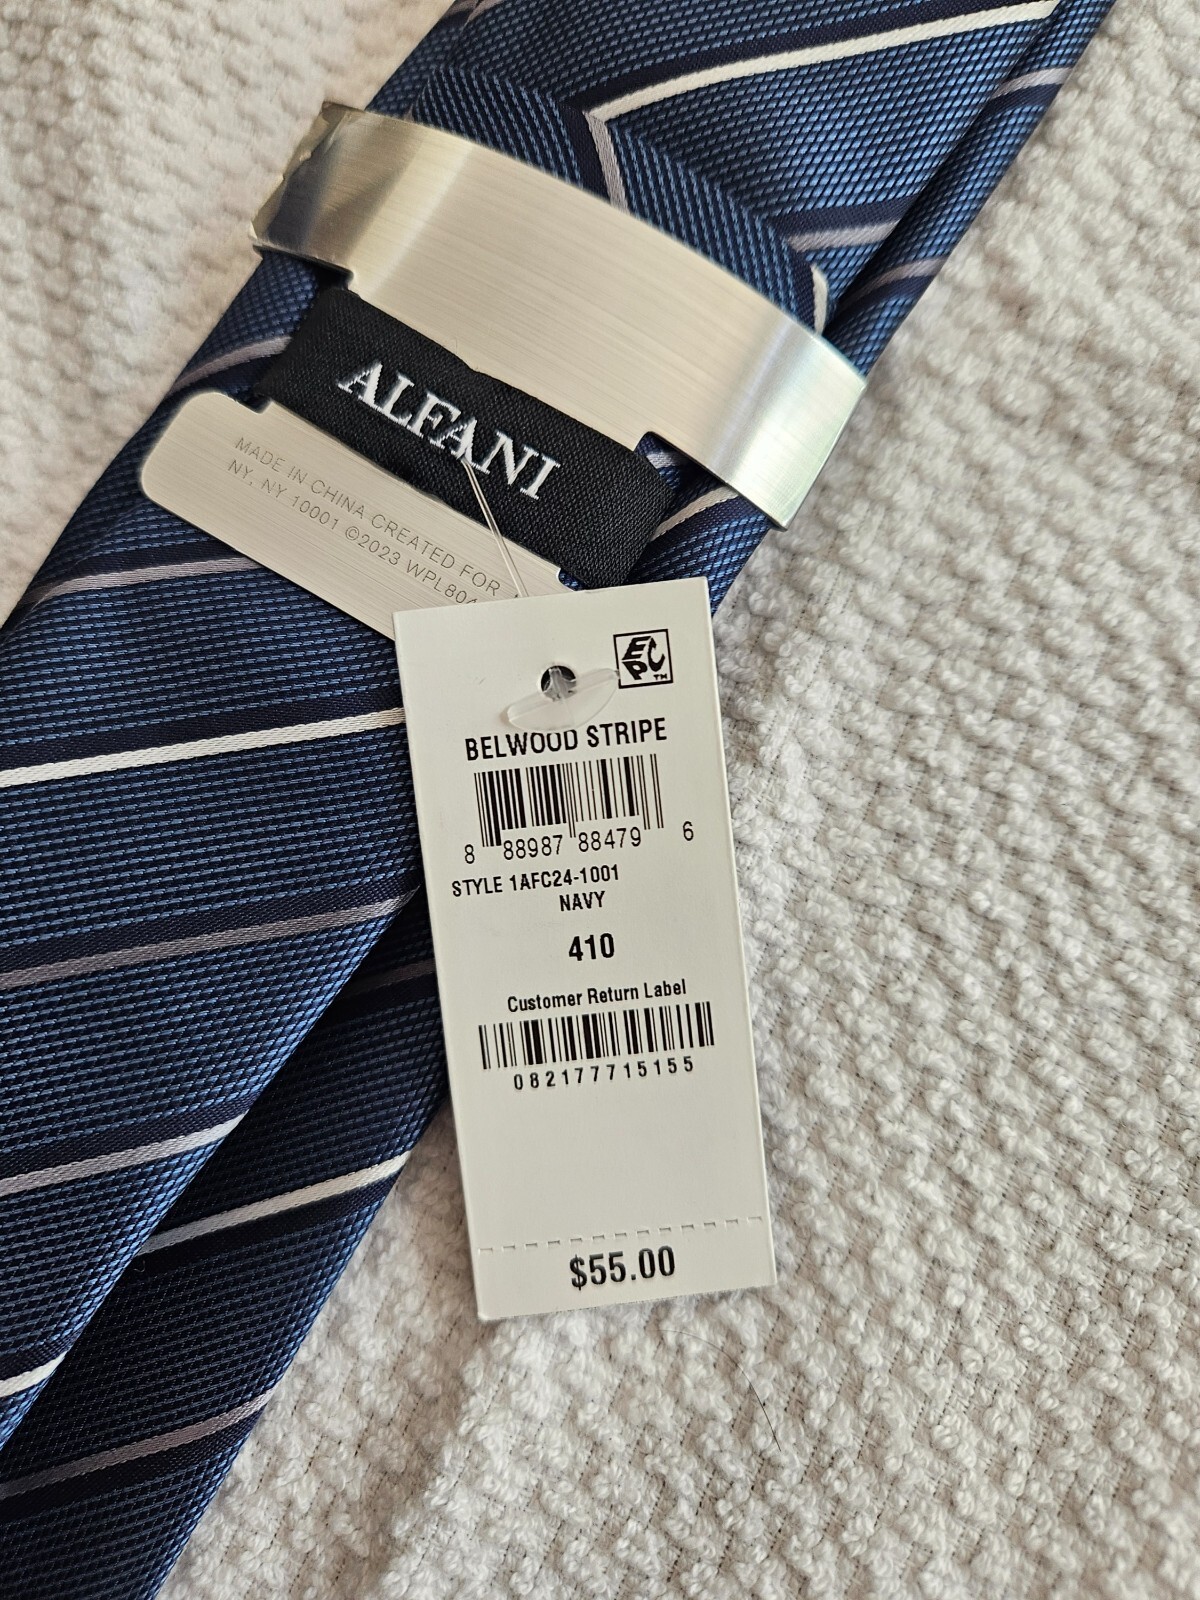 ALFANI
MADE IN CHINA CREATED FOR
NY, NY 10001 ©2023 WPL804
EPC™
BELWOOD STRIPE
8 88987 88479 6
STYLE 1AFC24-1001
NAVY
410
Customer Return Label
082177715155
$55.00